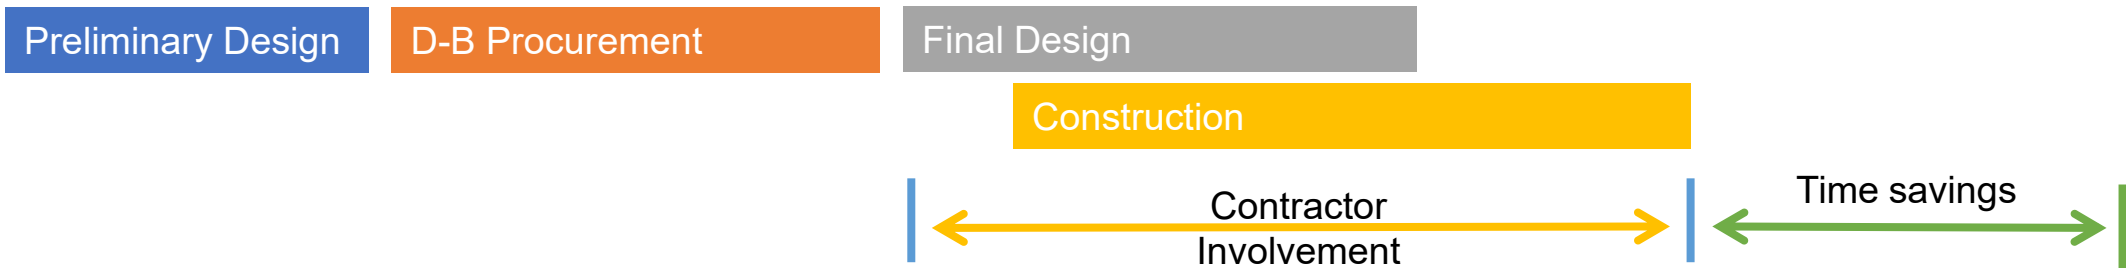 Preliminary Design
D-B Procurement
Final Design
Construction
Contractor
Involvement
Time savings